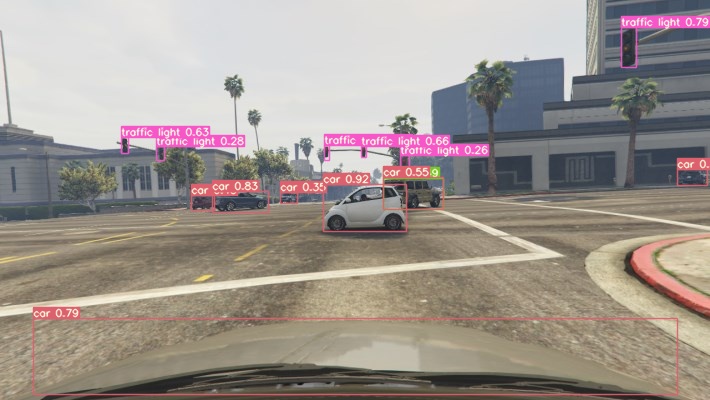 traffic light 0.79
traffic light 0.63
traffic light 0.28
traffic
traffic light 0.66
traffic light 0.26
car
car 0.83
car 0.35
car 0.92
car 0.55
9
car 0.79